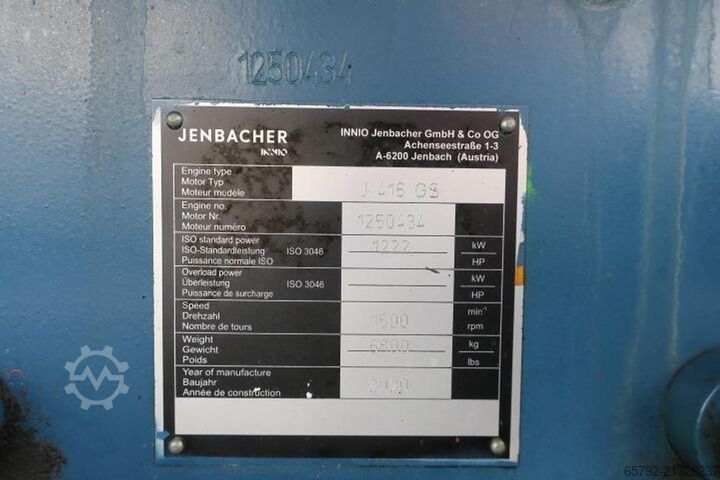 1250434
JENBACHER
INNIO
INNIO Jenbacher GmbH & Co OG
Achenseestraße 1-3
A-6200 Jenbach (Austria)
Engine type
Motor Typ
Moteur modèle
J 416 GS
Engine no.
Motor Nr.
Moteur numéro
1250434
ISO standard power
ISO-Standardleistung ISO 3046
Puissance normale ISO
1222
kW
HP
Overload power
Überleistung ISO 3046
Puissance de surcharge
kW
HP
Speed
Drehzahl
Nombre de tours
1500
min⁻¹
rpm
Weight
Gewicht
Poids
6800
kg
lbs
Year of manufacture
Baujahr
Année de construction
2020
65792-21328237